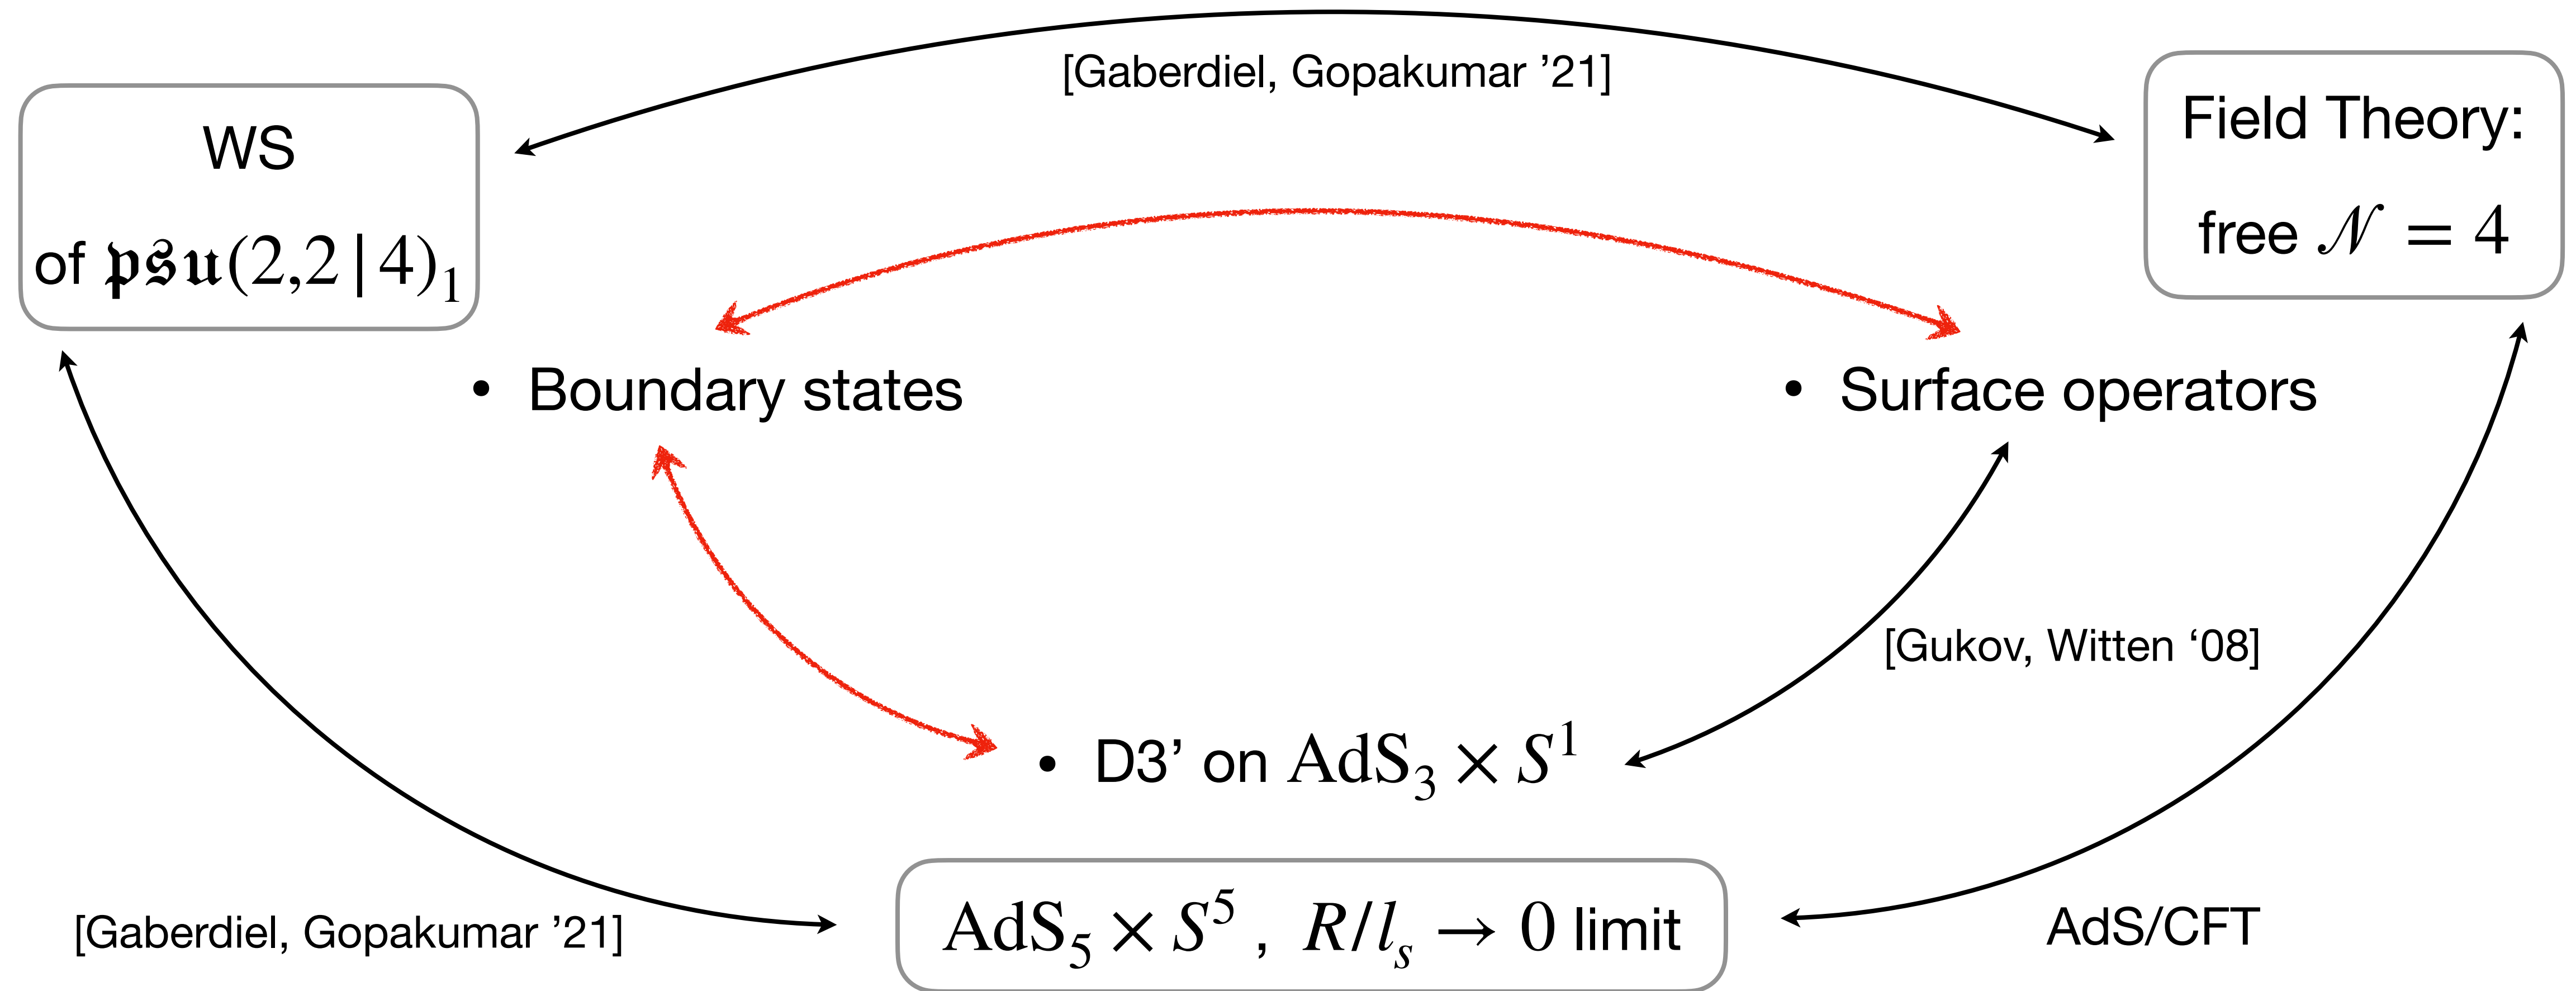 [Gaberdiel, Gopakumar ’21]
WS
of 𝔭𝔰𝔲(2,2 | 4)₁
Field Theory:
free 𝒩 = 4
• Boundary states
• Surface operators
[Gukov, Witten ‘08]
• D3’ on AdS₃ × S¹
[Gaberdiel, Gopakumar ’21]
AdS₅ × S⁵ , R/lₛ → 0 limit
AdS/CFT